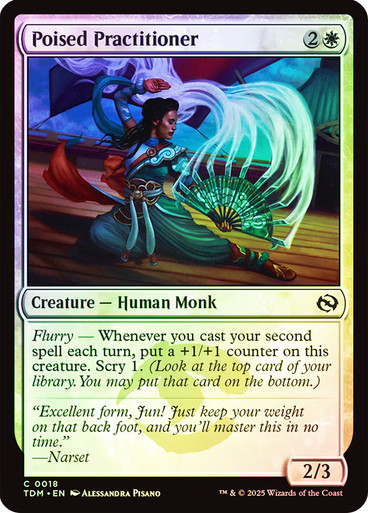 Poised Practitioner 2
Creature — Human Monk
Flurry — Whenever you cast your second
spell each turn, put a +1/+1 counter on this
creature. Scry 1. (Look at the top card of your
library. You may put that card on the bottom.)
“Excellent form, Jun! Just keep your weight
on that back foot, and you’ll master this in no
time.”
—Narset
2/3
C 0018
TDM • EN Alessandra Pisano
™ & © 2025 Wizards of the Coast